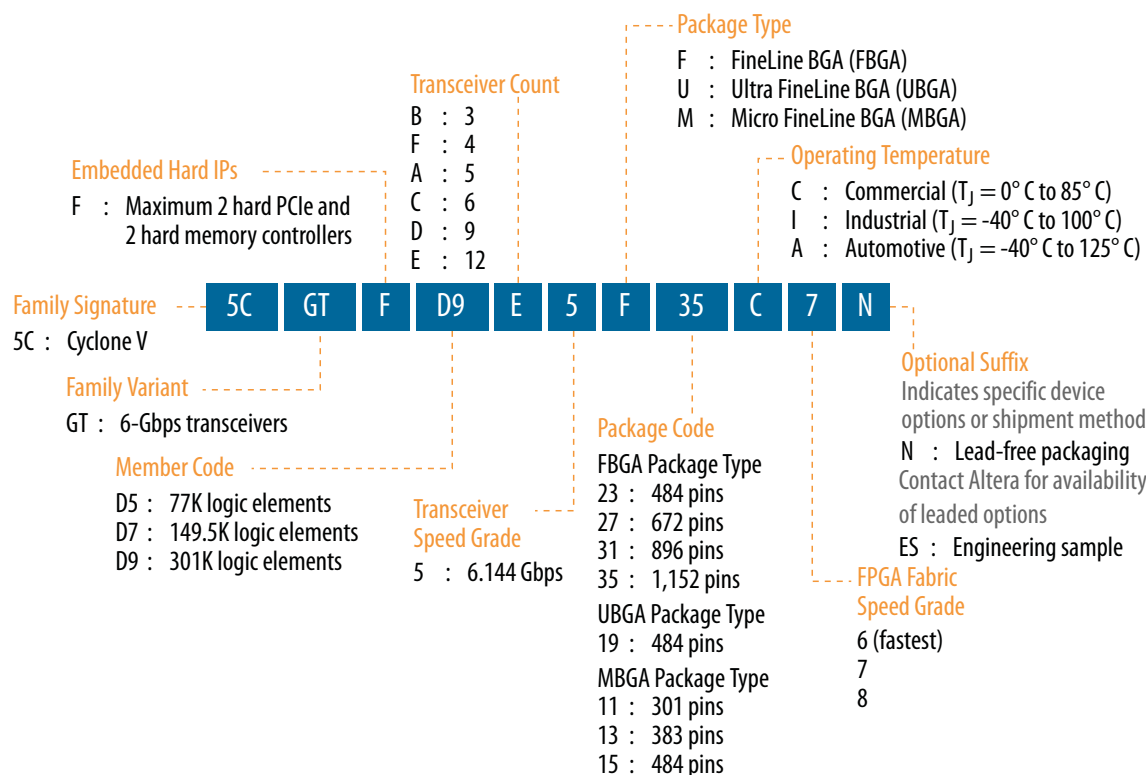 Package Type
F : FineLine BGA (FBGA)
U : Ultra FineLine BGA (UBGA)
M : Micro FineLine BGA (MBGA)
Transceiver Count
B : 3
F : 4
A : 5
C : 6
D : 9
E : 12
Operating Temperature
C : Commercial (TJ = 0° C to 85° C)
I : Industrial (TJ = -40° C to 100° C)
A : Automotive (TJ = -40° C to 125° C)
Embedded Hard IPs
F : Maximum 2 hard PCIe and
2 hard memory controllers
Family Signature
5C : Cyclone V
5C GT F D9 E 5 F 35 C 7 N
Family Variant
GT : 6-Gbps transceivers
Member Code
D5 : 77K logic elements
D7 : 149.5K logic elements
D9 : 301K logic elements
Transceiver
Speed Grade
5 : 6.144 Gbps
Package Code
FBGA Package Type
23 : 484 pins
27 : 672 pins
31 : 896 pins
35 : 1,152 pins
UBGA Package Type
19 : 484 pins
MBGA Package Type
11 : 301 pins
13 : 383 pins
15 : 484 pins
Optional Suffix
Indicates specific device
options or shipment method
N : Lead-free packaging
Contact Altera for availability
of leaded options
ES : Engineering sample
FPGA Fabric
Speed Grade
6 (fastest)
7
8